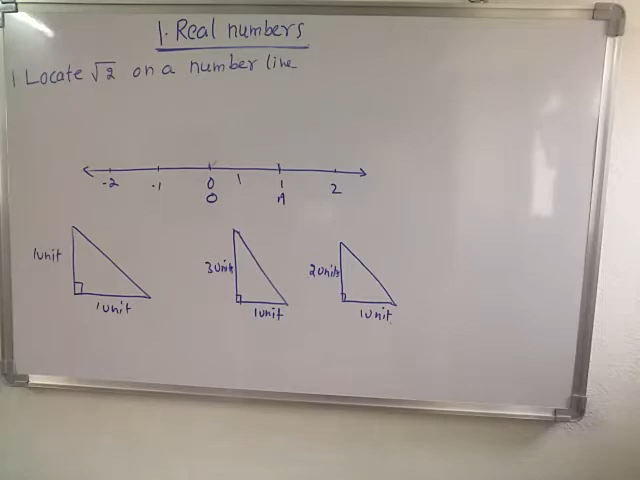 1. Real numbers
1 Locate √2 on a number line
-2 -1 0 1 1 2
O A
1unit 3units 2units
1unit 1unit 1unit